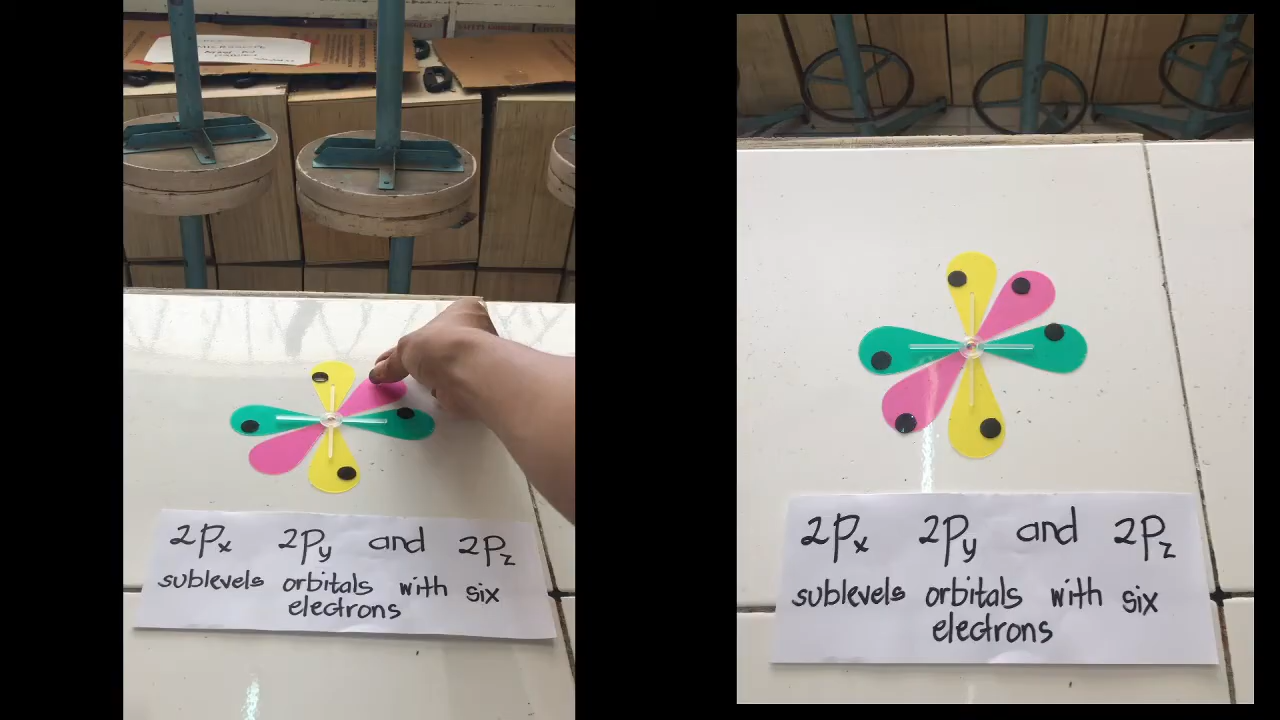 2Px 2Py and 2Pz
sublevels orbitals with six
electrons
2Px 2Py and 2Pz
sublevels orbitals with six
electrons